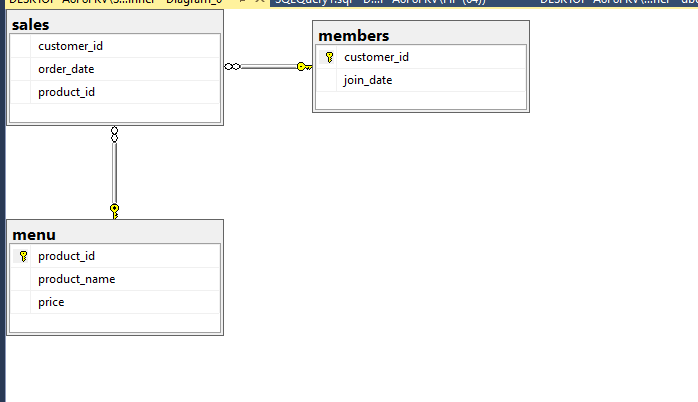 sales
customer_id
order_date
product_id
members
customer_id
join_date
menu
product_id
product_name
price